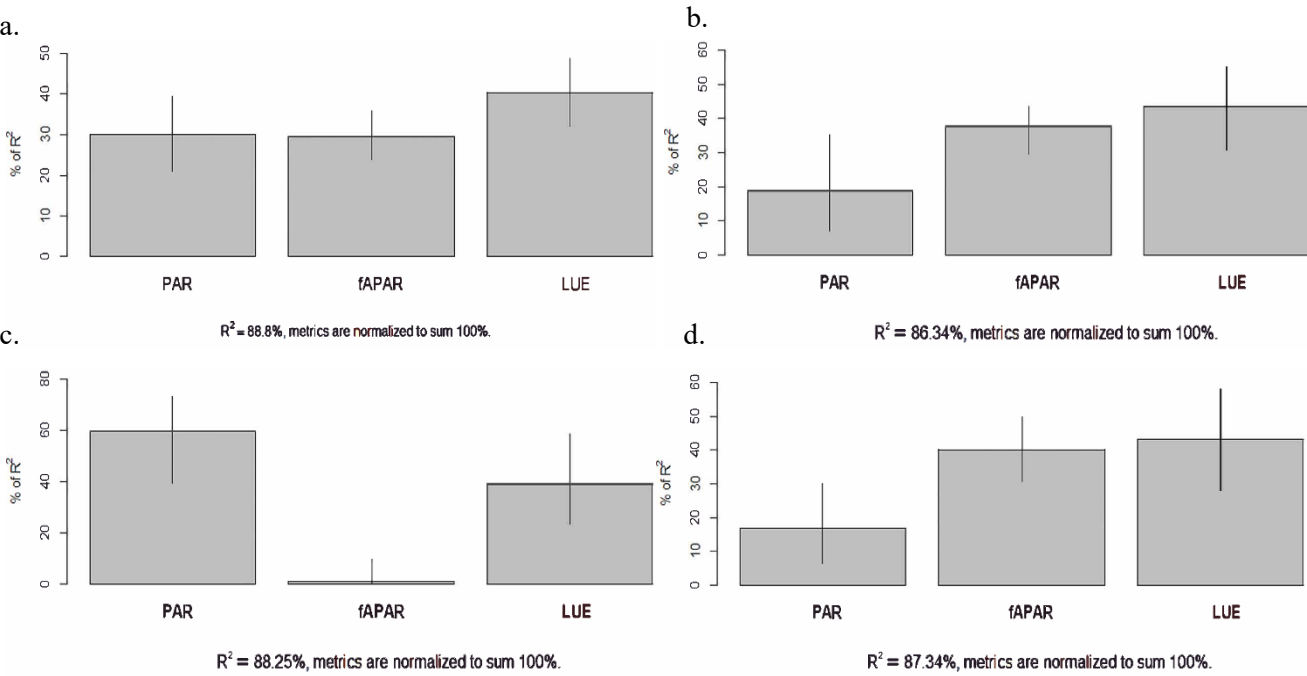 a.
% of R²
50
40
30
20
10
0
PAR fAPAR LUE
R² = 88.8%, metrics are normalized to sum 100%.
b.
% of R²
60
50
40
30
20
10
0
PAR fAPAR LUE
R² = 86.34%, metrics are normalized to sum 100%.
c.
% of R²
80
60
40
20
0
PAR fAPAR LUE
R² = 88.25%, metrics are normalized to sum 100%.
d.
% of R²
60
50
40
30
20
10
0
PAR fAPAR LUE
R² = 87.34%, metrics are normalized to sum 100%.